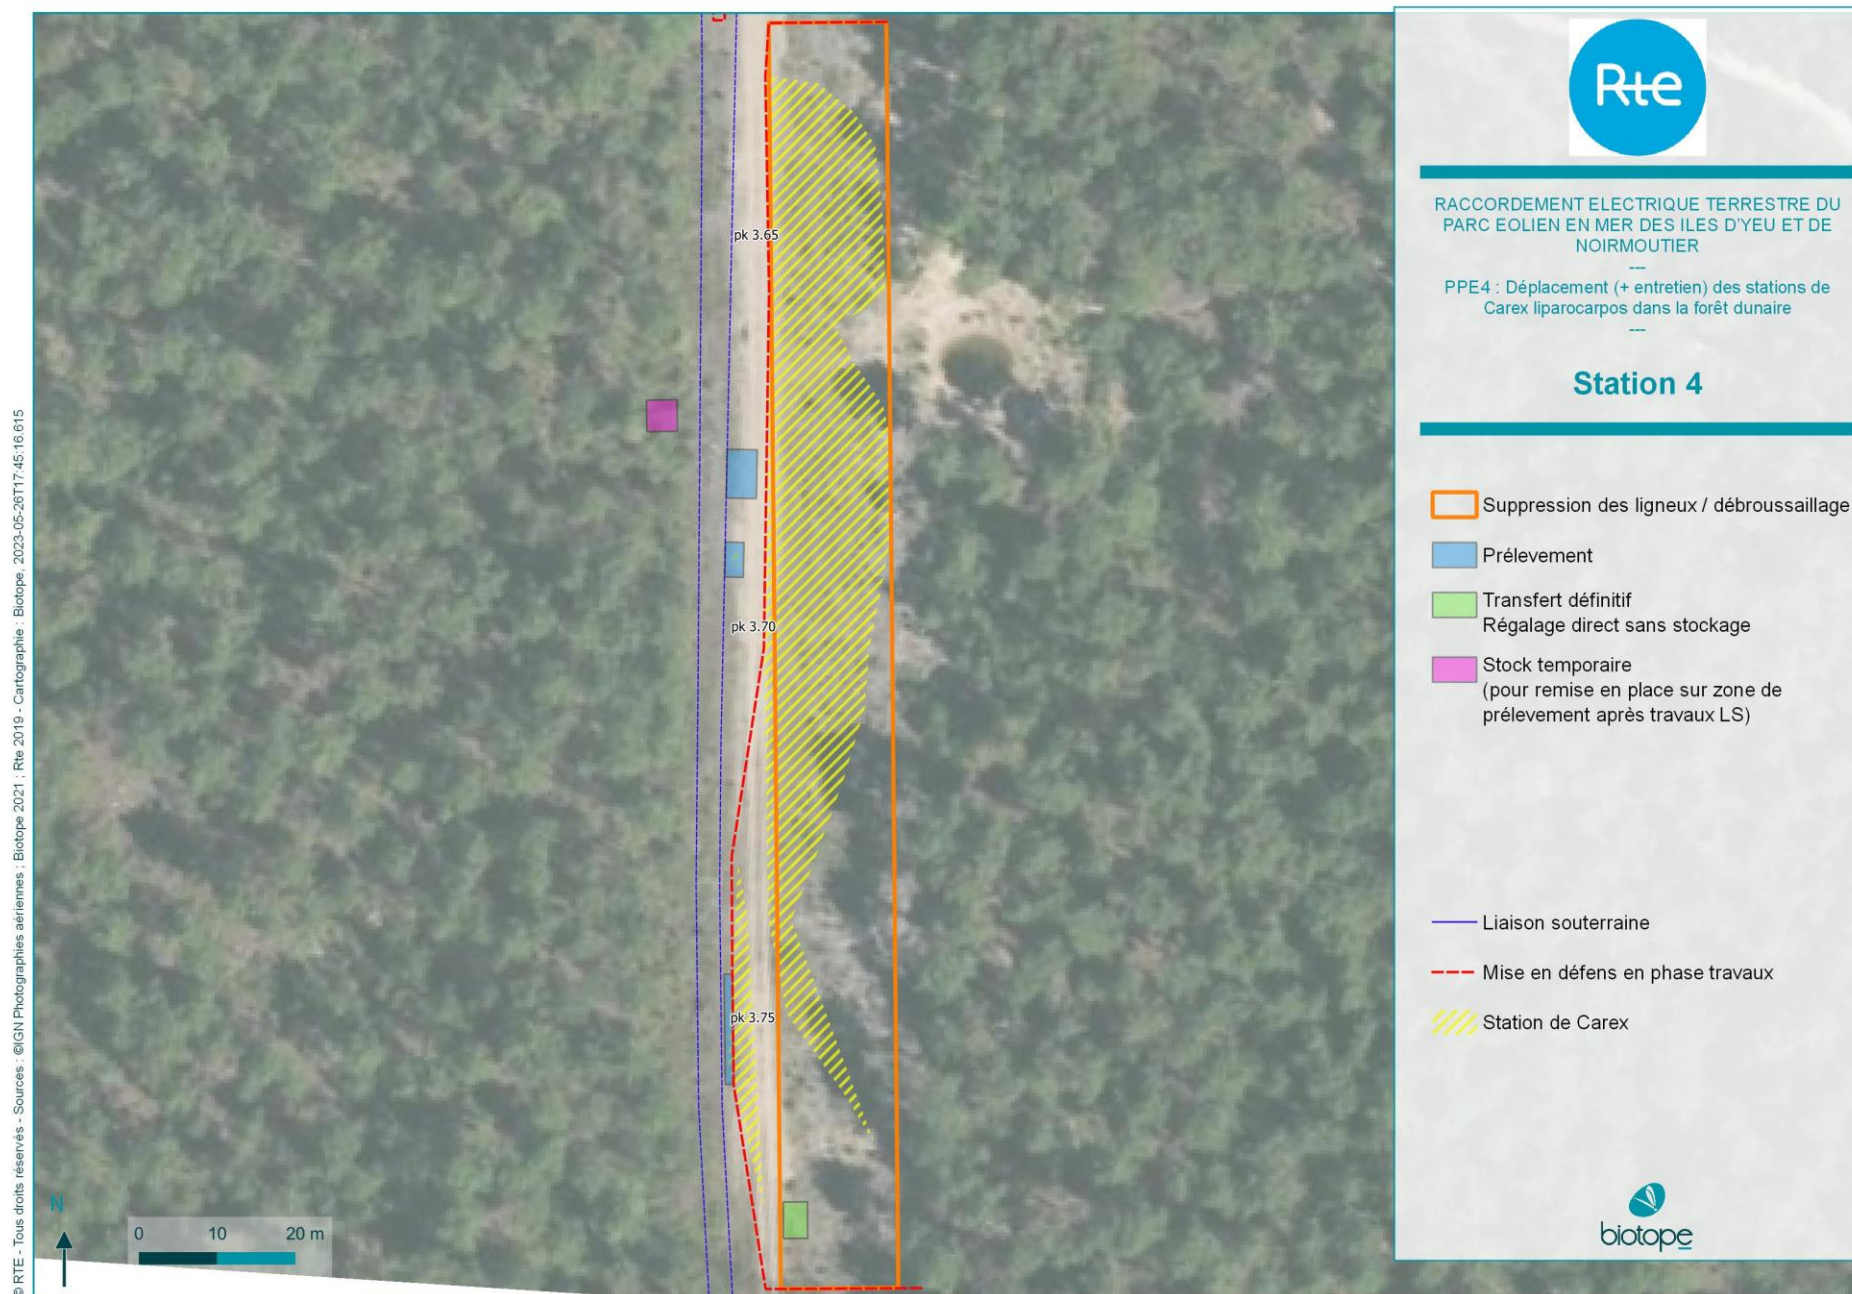 Rte
RACCORDEMENT ELECTRIQUE TERRESTRE DU
PARC EOLIEN EN MER DES ILES D'YEU ET DE
NOIRMOUTIER
---
PPE4 : Déplacement (+ entretien) des stations de
Carex liparocarpos dans la forêt dunaire
---
Station 4
Suppression des ligneux / débroussaillage
Prélevement
Transfert définitif
Régalage direct sans stockage
Stock temporaire
(pour remise en place sur zone de
prélevement après travaux LS)
Liaison souterraine
Mise en défens en phase travaux
Station de Carex
biotope
pk 3.65
pk 3.70
pk 3.75
N
0 10 20 m
© RTE - Tous droits réservés - Sources : ©IGN Photographies aériennes ; Biotope 2021 ; Rte 2019 - Cartographie : Biotope, 2023-05-26T17:45:16.615